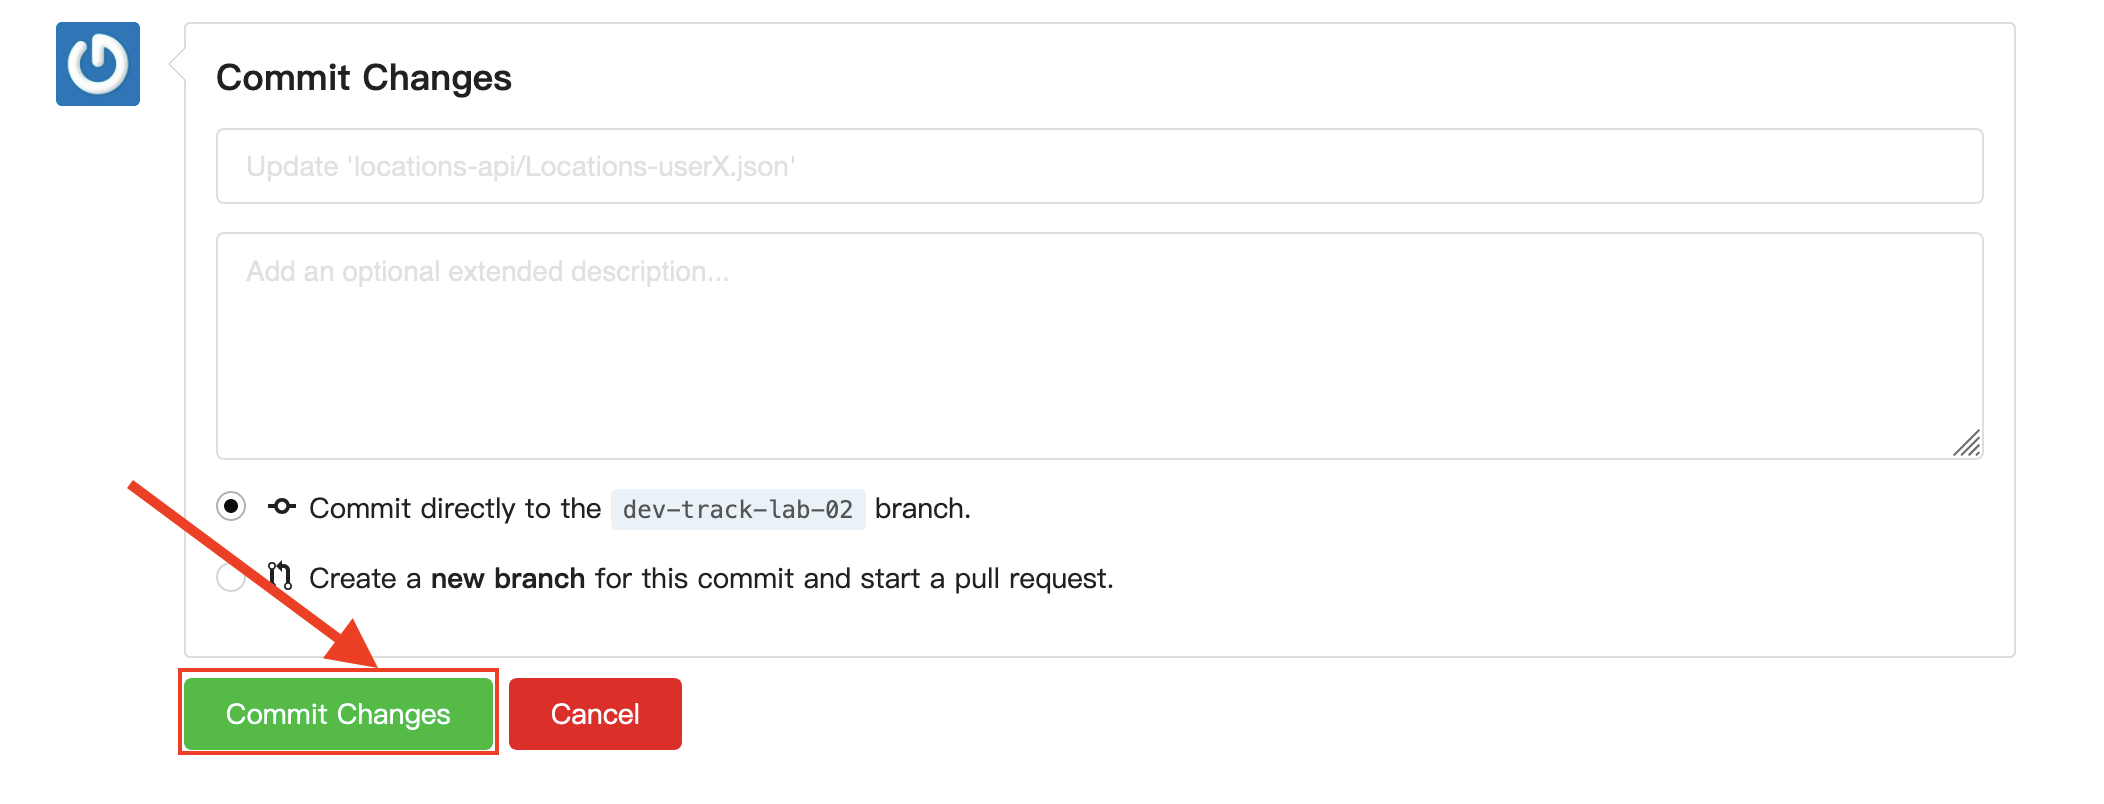 Commit Changes
Update 'locations-api/Locations-userX.json'
Add an optional extended description...
Commit directly to the dev-track-lab-02 branch.
Create a new branch for this commit and start a pull request.
Commit Changes Cancel